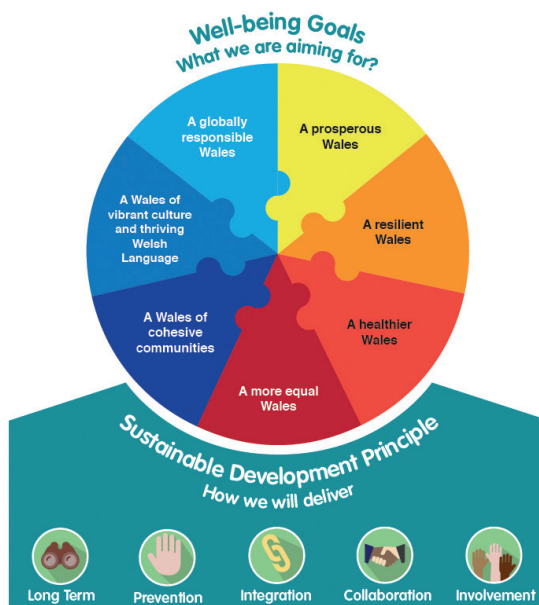 Well-being Goals
What we are aiming for?
A globally
responsible
Wales
A prosperous
Wales
A Wales of
vibrant culture
and thriving
Welsh
Language
A resilient
Wales
A Wales of
cohesive
communities
A healthier
Wales
A more equal
Wales
Sustainable Development Principle
How we will deliver
Long Term
Prevention
Integration
Collaboration
Involvement